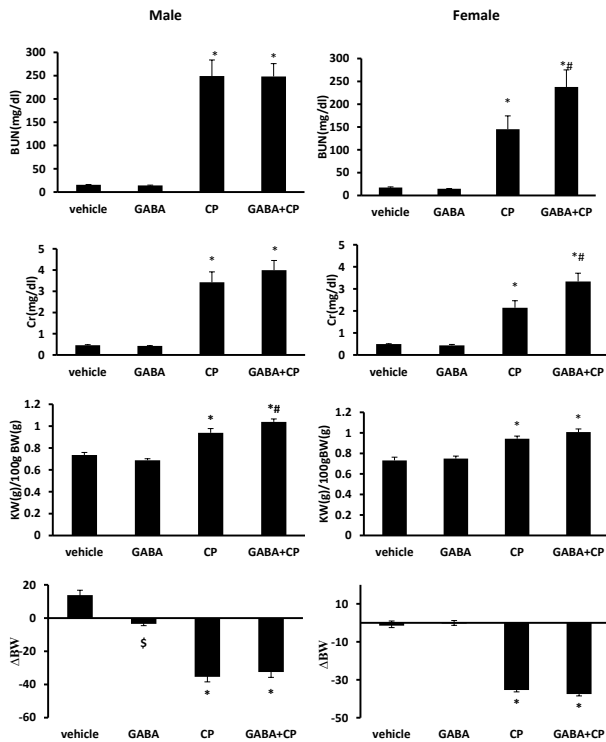 Male
Female
300
250
200
150
100
50
0
BUN(mg/dl)
*
*
vehicle
GABA
CP
GABA+CP
300
250
200
150
100
50
0
BUN(mg/dl)
*
*#
vehicle
GABA
CP
GABA+CP
5
4
3
2
1
0
Cr(mg/dl)
*
*
vehicle
GABA
CP
GABA+CP
5
4
3
2
1
0
Cr(mg/dl)
*
*#
vehicle
GABA
CP
GABA+CP
1.2
1
0.8
0.6
0.4
0.2
0
KW(g)/100g BW(g)
*
*#
vehicle
GABA
CP
GABA+CP
1.2
1
0.8
0.6
0.4
0.2
0
KW(g)/100gBW(g)
*
*
vehicle
GABA
CP
GABA+CP
20
0
-20
-40
-60
ΔBW
$
*
*
vehicle
GABA
CP
GABA+CP
10
-10
-30
-50
ΔBW
*
*
vehicle
GABA
CP
GABA+CP